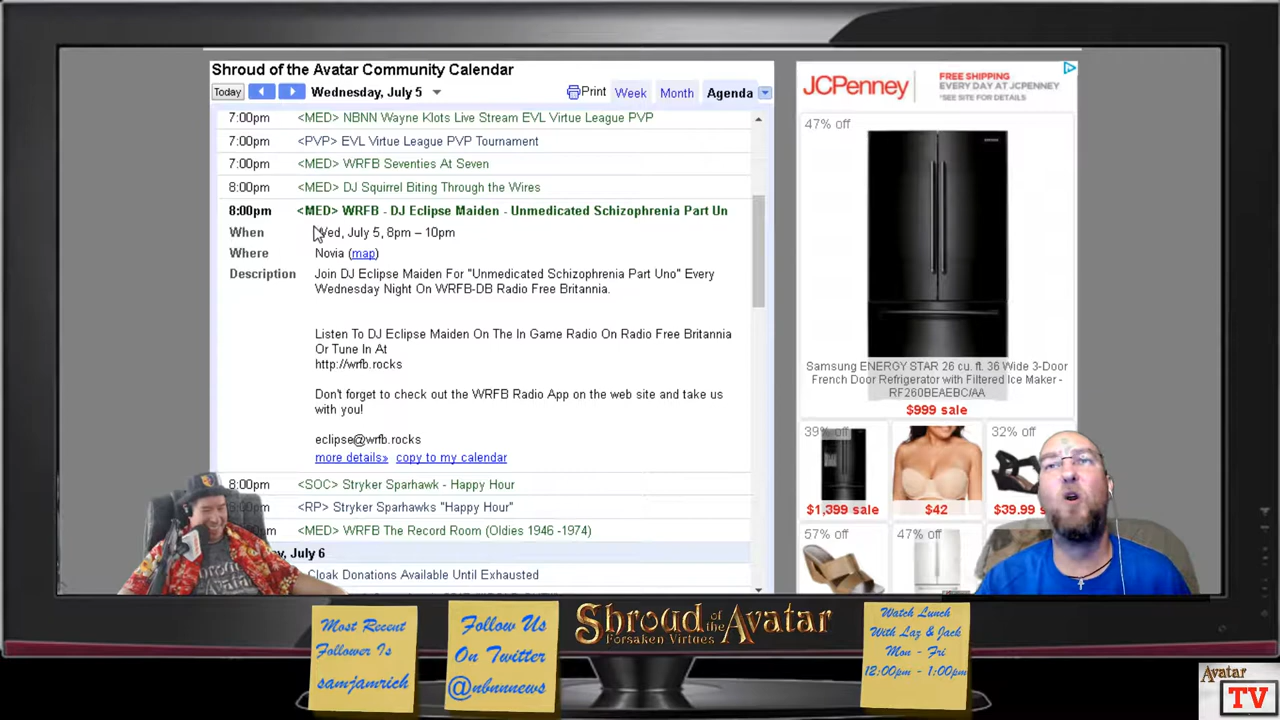 Shroud of the Avatar Community Calendar
Today Wednesday, July 5 Print Week Month Agenda
7:00pm <MED> NBNN Wayne Klots Live Stream EVL Virtue League PVP
7:00pm <PVP> EVL Virtue League PVP Tournament
7:00pm <MED> WRFB Seventies At Seven
8:00pm <MED> DJ Squirrel Biting Through the Wires
8:00pm <MED> WRFB - DJ Eclipse Maiden - Unmedicated Schizophrenia Part Un
When Wed, July 5, 8pm – 10pm
Where Novia (map)
Description Join DJ Eclipse Maiden For "Unmedicated Schizophrenia Part Uno" Every
Wednesday Night On WRFB-DB Radio Free Britannia.
Listen To DJ Eclipse Maiden On The In Game Radio On Radio Free Britannia
Or Tune In At
http://wrfb.rocks
Don't forget to check out the WRFB Radio App on the web site and take us
with you!
eclipse@wrfb.rocks
more details» copy to my calendar
8:00pm <SOC> Stryker Sparhawk - Happy Hour
<RP> Stryker Sparhawks "Happy Hour"
<MED> WRFB The Record Room (Oldies 1946 -1974)
July 6
Cloak Donations Available Until Exhausted
JCPenney
FREE SHIPPING
EVERY DAY AT JCPENNEY
*SEE SITE FOR DETAILS
47% off
Samsung ENERGY STAR 26 cu. ft. 36 Wide 3-Door
French Door Refrigerator with Filtered Ice Maker -
RF260BEAEBC/AA
$999 sale
39% off 32% off
$1,399 sale $42 $39.99
57% off 47% off
Most Recent
Follower Is
samjamrich
Follow Us
On Twitter
@nbnnnews
Shroud of the Avatar
Forsaken Virtues
Watch Lunch
With Laz & Jack
Mon - Fri
12:00pm - 1:00pm
Avatar
TV